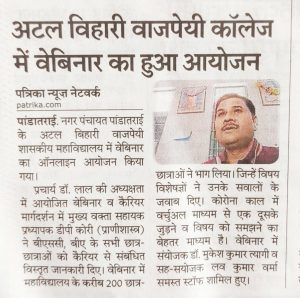 अटल विहारी वाजपेयी कॉलेज
में वेबिनार का हुआ आयोजन
पत्रिका न्यूज नेटवर्क
patrika.com
पांडातराई. नगर पंचायत पांडातराई
के अटल बिहारी वाजपेयी
शासकीय महाविद्यालय में वेबिनार
का ऑनलाइन आयोजन किया
गया।
प्राचार्य डॉ. लाल की अध्यक्षता
में आयोजित बेबिनार व कैरियर
मार्गदर्शन में मुख्य वक्ता सहायक
प्रध्यापक डीपी कोरी (प्राणीशास्त्र)
ने बीएससी, बीए के सभी छात्र-
छात्राओं को कैरियर से संबंधित
विस्तृत जानकारी दिए। वेबिनार में
महाविद्यालय के करीब 200 छात्र-
छात्राओं ने भाग लिया। जिन्हें विषय
विशेषज्ञों ने उनके सवालों के
जवाब दिए। कोरोना काल में
वर्चुअल माध्यम से एक दूसके
जुड़ने व विषय को समझने का
बेहतर माध्यम हैं। वेबिनार में
संयोजक डॉ. मुकेश कुमार त्यागी व
सह-सयोजक लव कुमार वर्मा
समस्त स्टॉफ शामिल हुए।